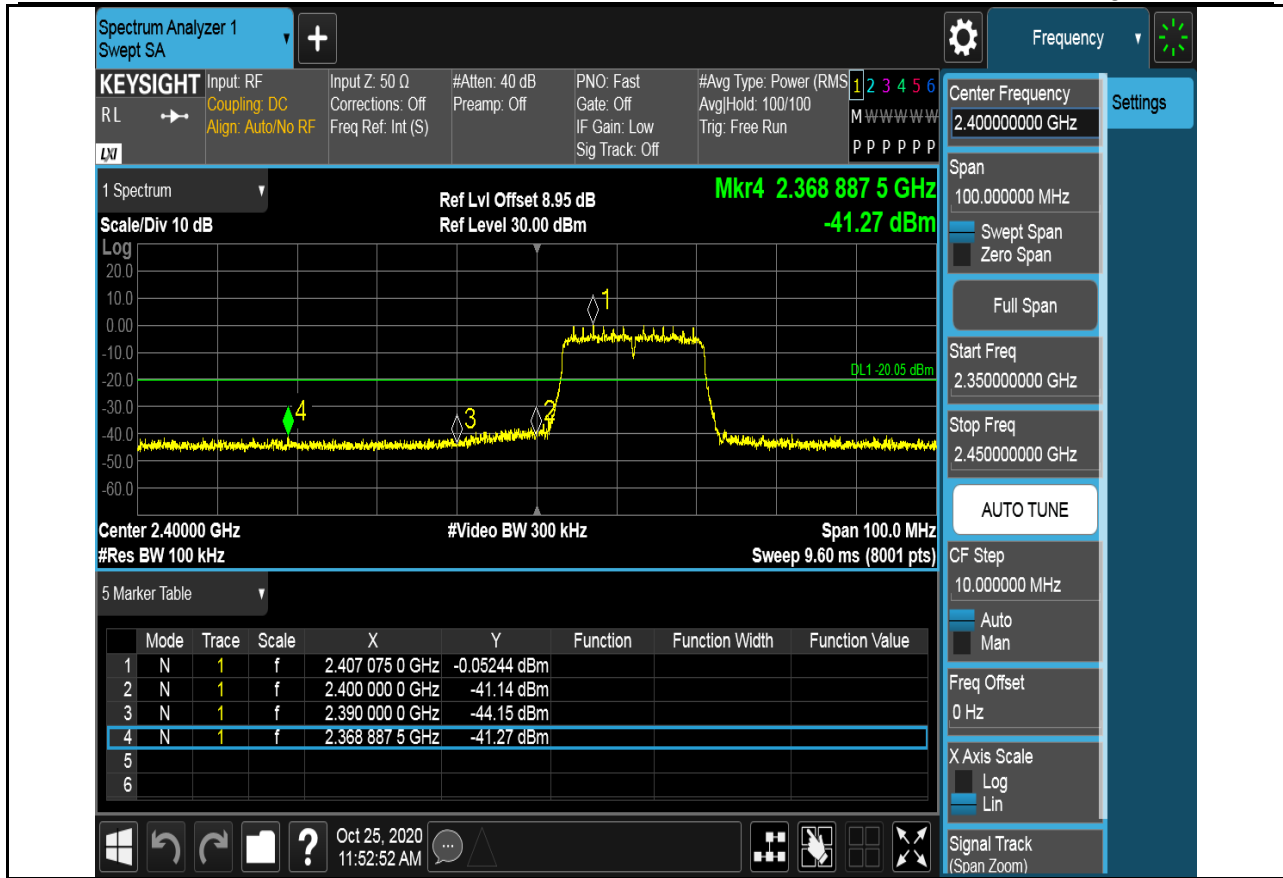 Spectrum Analyzer 1
Swept SA
+
Frequency
KEYSIGHT
RL
LXI
Input: RF
Coupling: DC
Align: Auto/No RF
Input Z: 50 Ω
Corrections: Off
Freq Ref: Int (S)
#Atten: 40 dB
Preamp: Off
PNO: Fast
Gate: Off
IF Gain: Low
Sig Track: Off
#Avg Type: Power (RMS
Avg|Hold: 100/100
Trig: Free Run
1 2 3 4 5 6
M W W W W W
P P P P P P
1 Spectrum
Scale/Div 10 dB
Ref Lvl Offset 8.95 dB
Ref Level 30.00 dBm
Mkr4 2.368 887 5 GHz
-41.27 dBm
Log
20.0
10.0
0.00
-10.0
-20.0
-30.0
-40.0
-50.0
-60.0
1
2
3
4
DL1 -20.05 dBm
Center 2.40000 GHz
#Video BW 300 kHz
Span 100.0 MHz
#Res BW 100 kHz
Sweep 9.60 ms (8001 pts)
5 Marker Table
Mode Trace Scale X Y Function Function Width Function Value
1 N 1 f 2.407 075 0 GHz -0.05244 dBm
2 N 1 f 2.400 000 0 GHz -41.14 dBm
3 N 1 f 2.390 000 0 GHz -44.15 dBm
4 N 1 f 2.368 887 5 GHz -41.27 dBm
5
6
?
Oct 25, 2020
11:52:52 AM
Center Frequency
2.400000000 GHz
Settings
Span
100.000000 MHz
Swept Span
Zero Span
Full Span
Start Freq
2.350000000 GHz
Stop Freq
2.450000000 GHz
AUTO TUNE
CF Step
10.000000 MHz
Auto
Man
Freq Offset
0 Hz
X Axis Scale
Log
Lin
Signal Track
(Span Zoom)